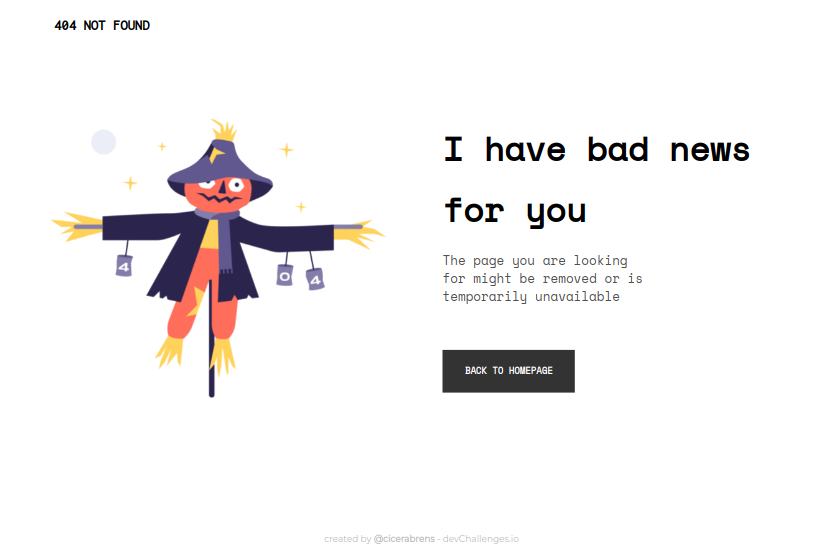 404 NOT FOUND
4
0
4
I have bad news
for you
The page you are looking
for might be removed or is
temporarily unavailable
BACK TO HOMEPAGE
created by @cicerabrens - devChallenges.io